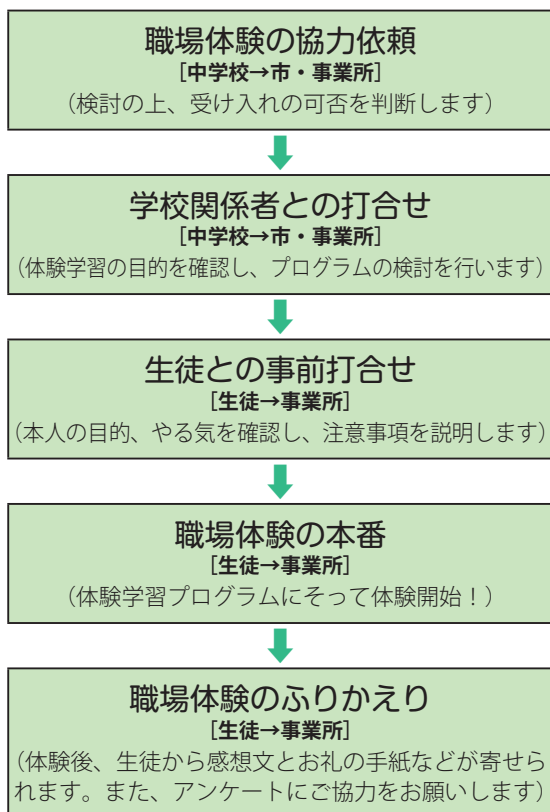 職場体験の協力依頼
［中学校→市・事業所］
（検討の上、受け入れの可否を判断します）
学校関係者との打合せ
［中学校→市・事業所］
（体験学習の目的を確認し、プログラムの検討を行います）
生徒との事前打合せ
［生徒→事業所］
（本人の目的、やる気を確認し、注意事項を説明します）
職場体験の本番
［生徒→事業所］
（体験学習プログラムにそって体験開始！）
職場体験のふりかえり
［生徒→事業所］
（体験後、生徒から感想文とお礼の手紙などが寄せら
れます。また、アンケートにご協力をお願いします）